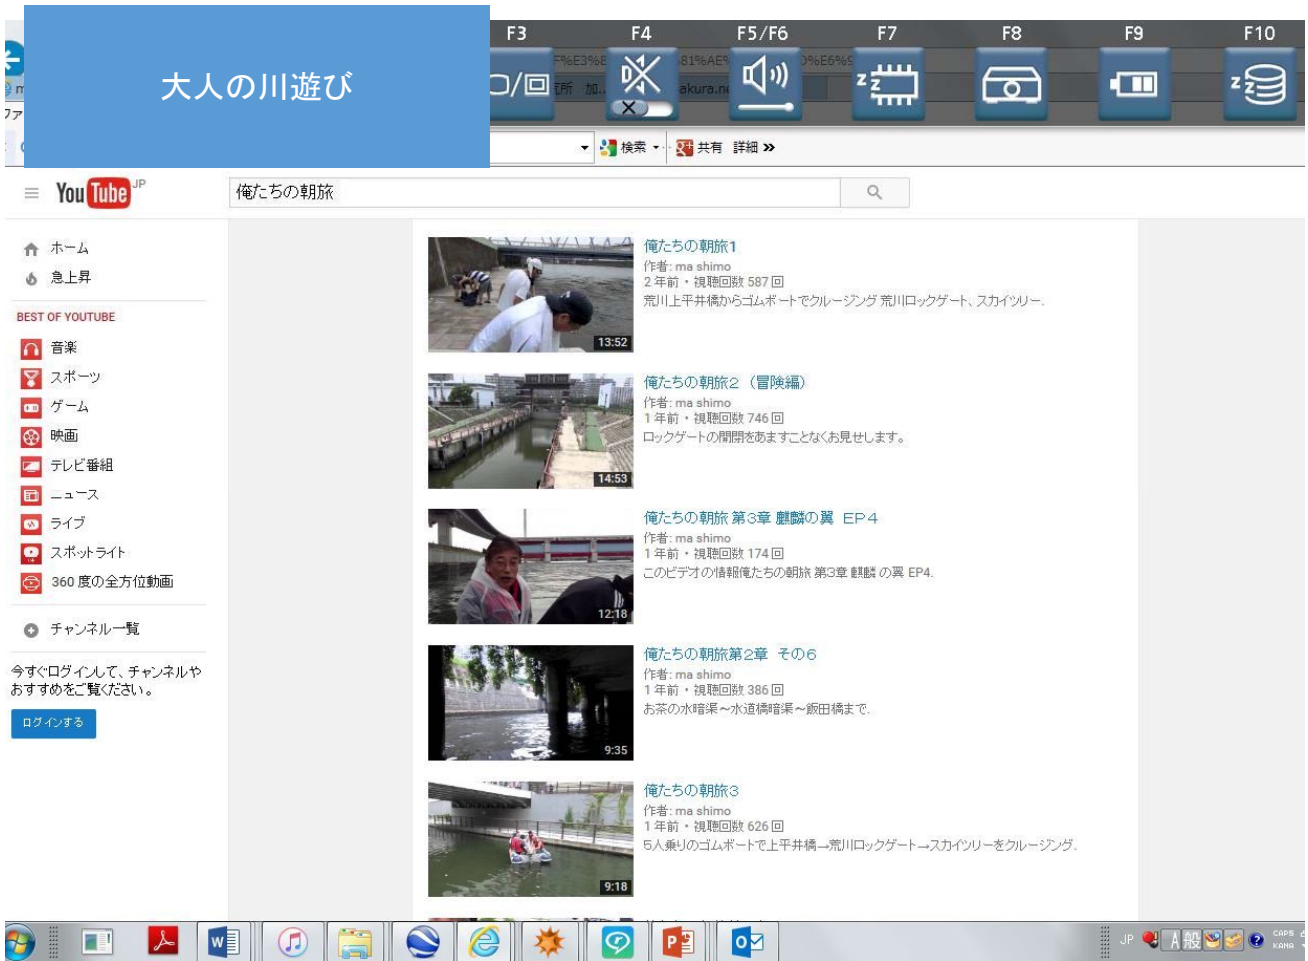 大人の川遊び
F3
F4
F5/F6
F7
F8
F9
F10
検索
共有
詳細
YouTube JP
俺たちの朝旅
ホーム
急上昇
BEST OF YOUTUBE
音楽
スポーツ
ゲーム
映画
テレビ番組
ニュース
ライブ
スポットライト
360 度の全方位動画
チャンネル一覧
今すぐログインして、チャンネルや
おすすめをご覧ください。
ログインする
俺たちの朝旅1
作者: ma shimo
2 年前・視聴回数 587 回
荒川上平井橋からゴムボートでクルージング 荒川ロックゲート、スカイツリー.
13:52
俺たちの朝旅2 (冒険編)
作者: ma shimo
1 年前・視聴回数 746 回
ロックゲートの開閉をあますことなくお見せします。
14:53
俺たちの朝旅 第3章 麒麟の翼 EP4
作者: ma shimo
1 年前・視聴回数 174 回
このビデオの情報俺たちの朝旅 第3章 麒麟 の翼 EP4.
12:18
俺たちの朝旅第2章 その6
作者: ma shimo
1 年前・視聴回数 386 回
お茶の水暗渠~水道橋暗渠~飯田橋まで.
9:35
俺たちの朝旅3
作者: ma shimo
1 年前・視聴回数 626 回
5人乗りのゴムボートで上平井橋→荒川ロックゲート→スカイツリーをクルージング.
9:18
JP
A 般
CAPS
KANA